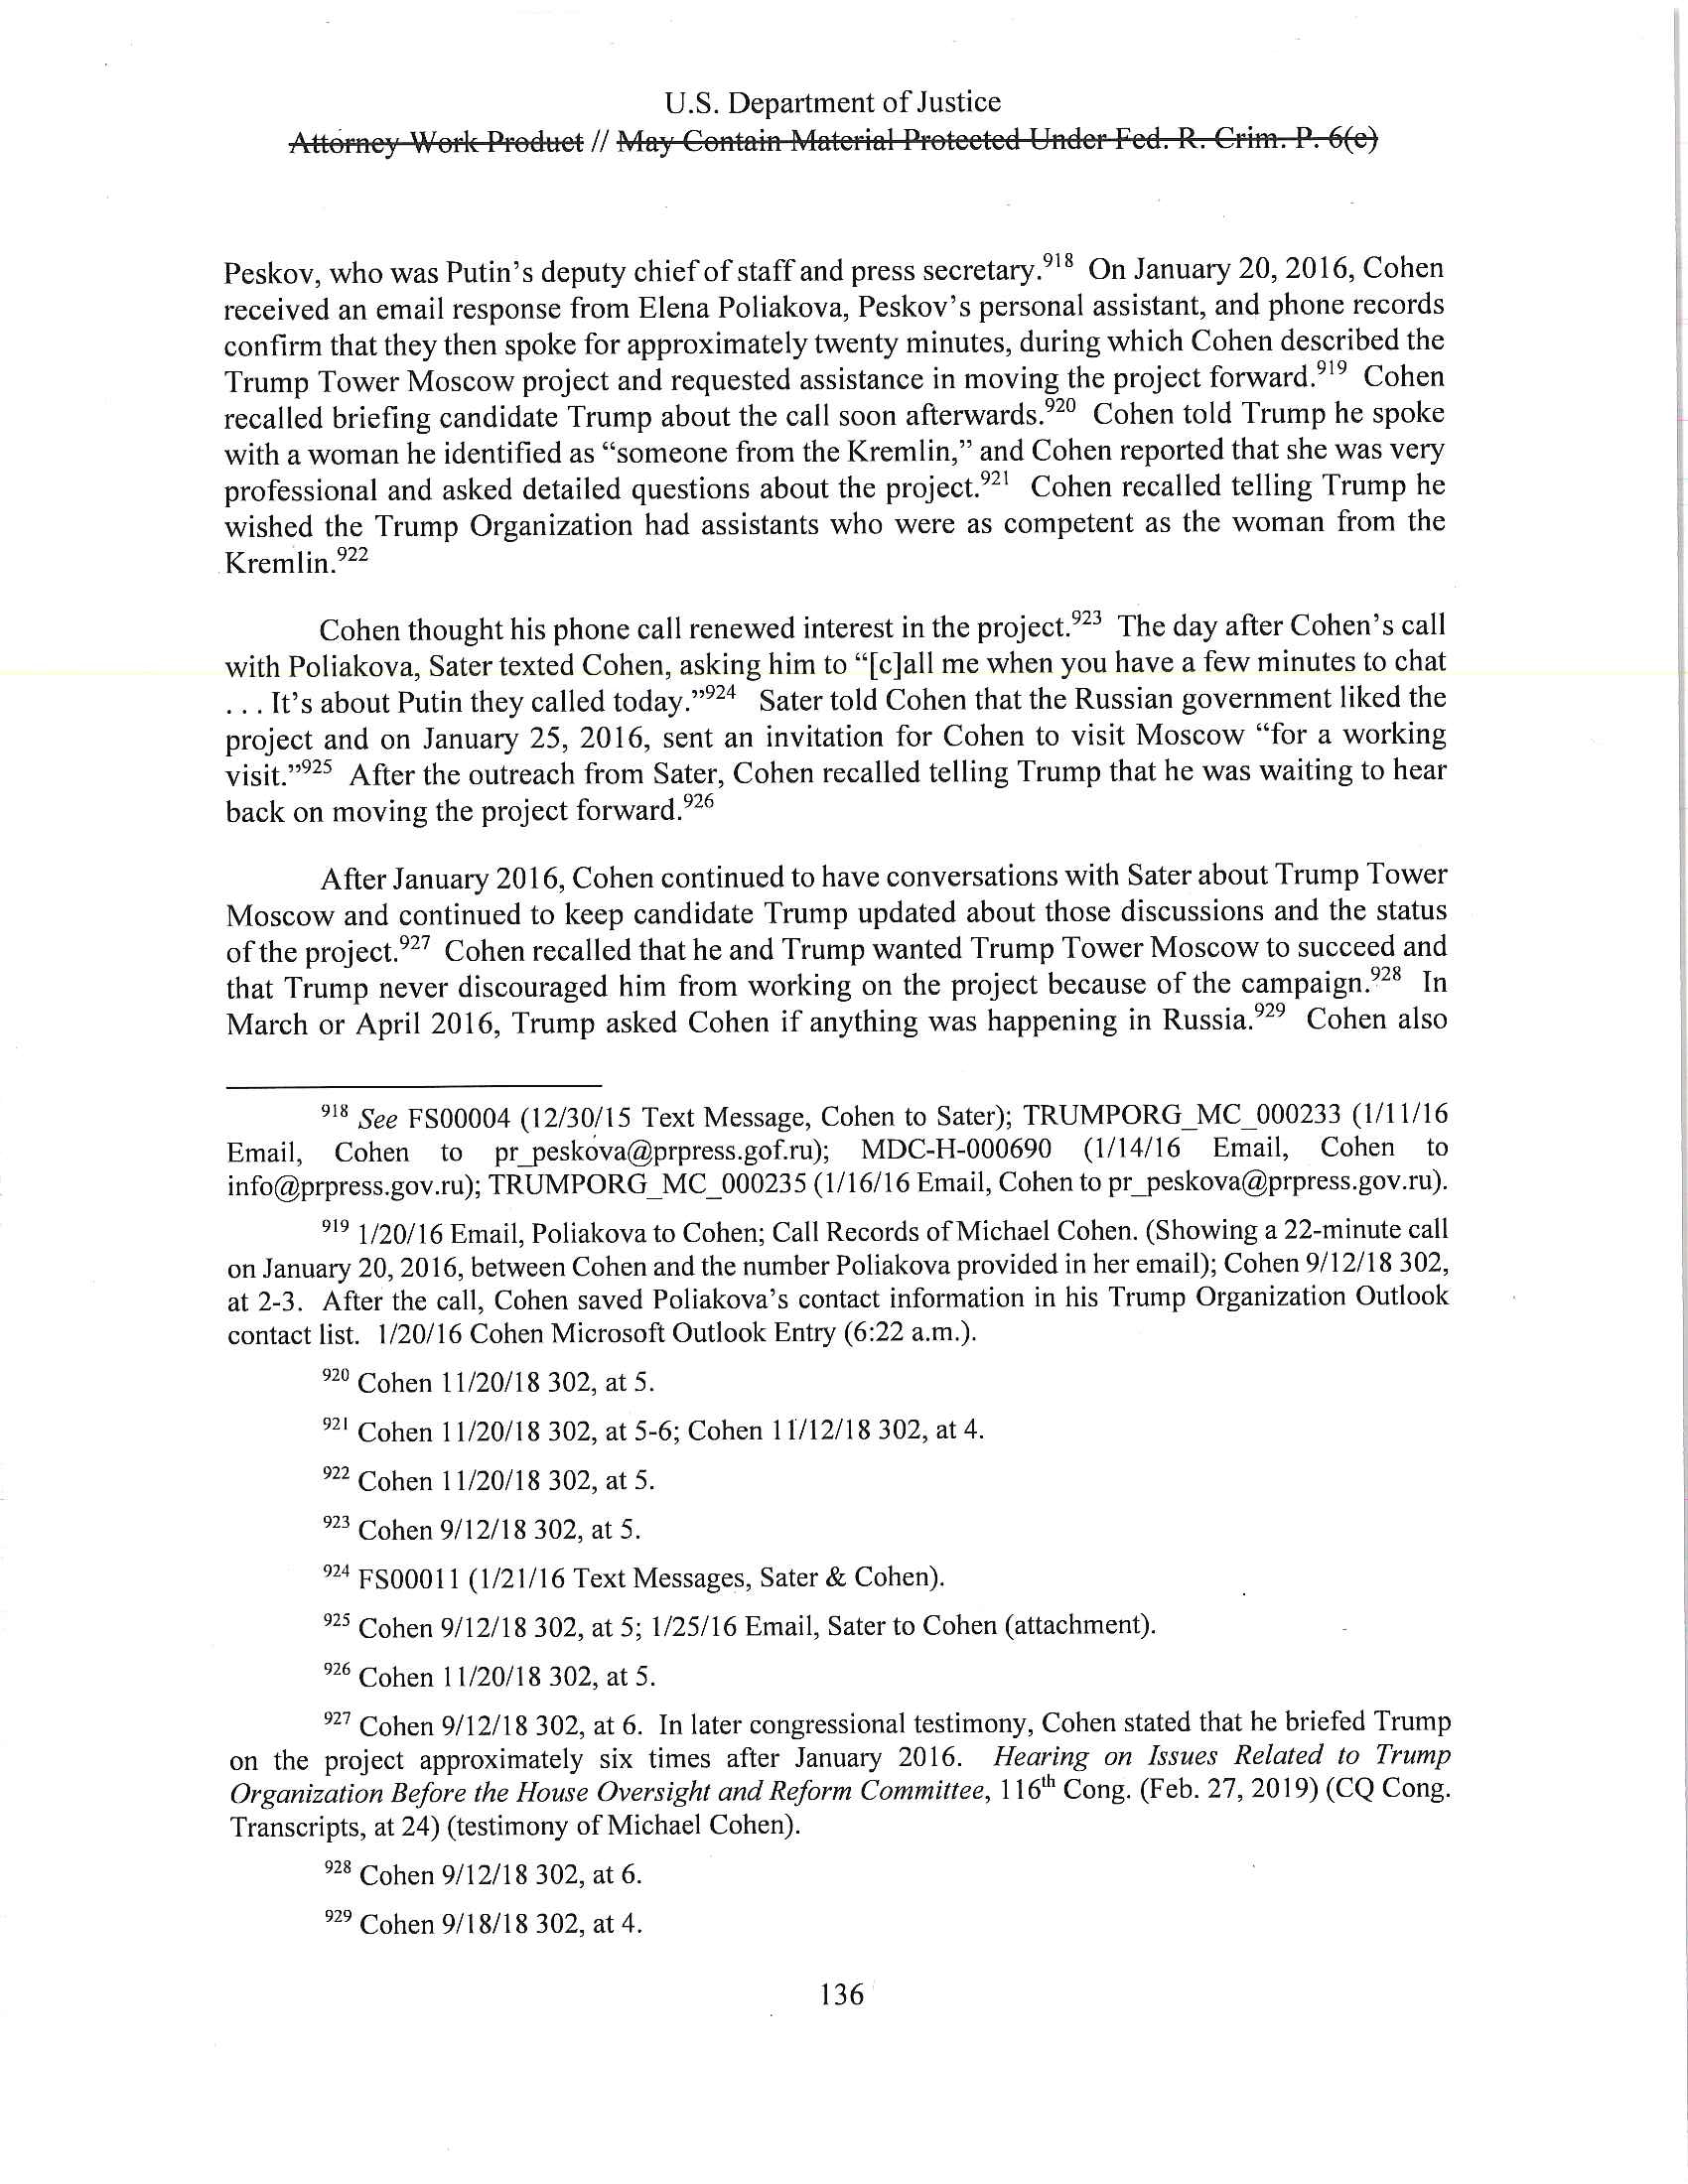 U.S. Department of Justice
Attorney Work Product // May Contain Material Protected Under Fed. R. Crim. P. 6(e)
Peskov, who was Putin's deputy chief of staff and press secretary.918 On January 20, 2016, Cohen
received an email response from Elena Poliakova, Peskov's personal assistant, and phone records
confirm that they then spoke for approximately twenty minutes, during which Cohen described the
Trump Tower Moscow project and requested assistance in moving the project forward.919 Cohen
recalled briefing candidate Trump about the call soon afterwards.920 Cohen told Trump he spoke
with a woman he identified as “someone from the Kremlin,” and Cohen reported that she was very
professional and asked detailed questions about the project.921 Cohen recalled telling Trump he
wished the Trump Organization had assistants who were as competent as the woman from the
Kremlin.922
Cohen thought his phone call renewed interest in the project.923 The day after Cohen's call
with Poliakova, Sater texted Cohen, asking him to “[c]all me when you have a few minutes to chat
. . . It's about Putin they called today.”924 Sater told Cohen that the Russian government liked the
project and on January 25, 2016, sent an invitation for Cohen to visit Moscow “for a working
visit.”925 After the outreach from Sater, Cohen recalled telling Trump that he was waiting to hear
back on moving the project forward.926
After January 2016, Cohen continued to have conversations with Sater about Trump Tower
Moscow and continued to keep candidate Trump updated about those discussions and the status
of the project.927 Cohen recalled that he and Trump wanted Trump Tower Moscow to succeed and
that Trump never discouraged him from working on the project because of the campaign.928 In
March or April 2016, Trump asked Cohen if anything was happening in Russia.929 Cohen also
918 See FS00004 (12/30/15 Text Message, Cohen to Sater); TRUMPORG_MC_000233 (1/11/16
Email, Cohen to pr_peskova@prpress.gof.ru); MDC-H-000690 (1/14/16 Email, Cohen to
info@prpress.gov.ru); TRUMPORG_MC_000235 (1/16/16 Email, Cohen to pr_peskova@prpress.gov.ru).
919 1/20/16 Email, Poliakova to Cohen; Call Records of Michael Cohen. (Showing a 22-minute call
on January 20, 2016, between Cohen and the number Poliakova provided in her email); Cohen 9/12/18 302,
at 2-3. After the call, Cohen saved Poliakova's contact information in his Trump Organization Outlook
contact list. 1/20/16 Cohen Microsoft Outlook Entry (6:22 a.m.).
920 Cohen 11/20/18 302, at 5.
921 Cohen 11/20/18 302, at 5-6; Cohen 11/12/18 302, at 4.
922 Cohen 11/20/18 302, at 5.
923 Cohen 9/12/18 302, at 5.
924 FS00011 (1/21/16 Text Messages, Sater & Cohen).
925 Cohen 9/12/18 302, at 5; 1/25/16 Email, Sater to Cohen (attachment).
926 Cohen 11/20/18 302, at 5.
927 Cohen 9/12/18 302, at 6. In later congressional testimony, Cohen stated that he briefed Trump
on the project approximately six times after January 2016. Hearing on Issues Related to Trump
Organization Before the House Oversight and Reform Committee, 116th Cong. (Feb. 27, 2019) (CQ Cong.
Transcripts, at 24) (testimony of Michael Cohen).
928 Cohen 9/12/18 302, at 6.
929 Cohen 9/18/18 302, at 4.
136